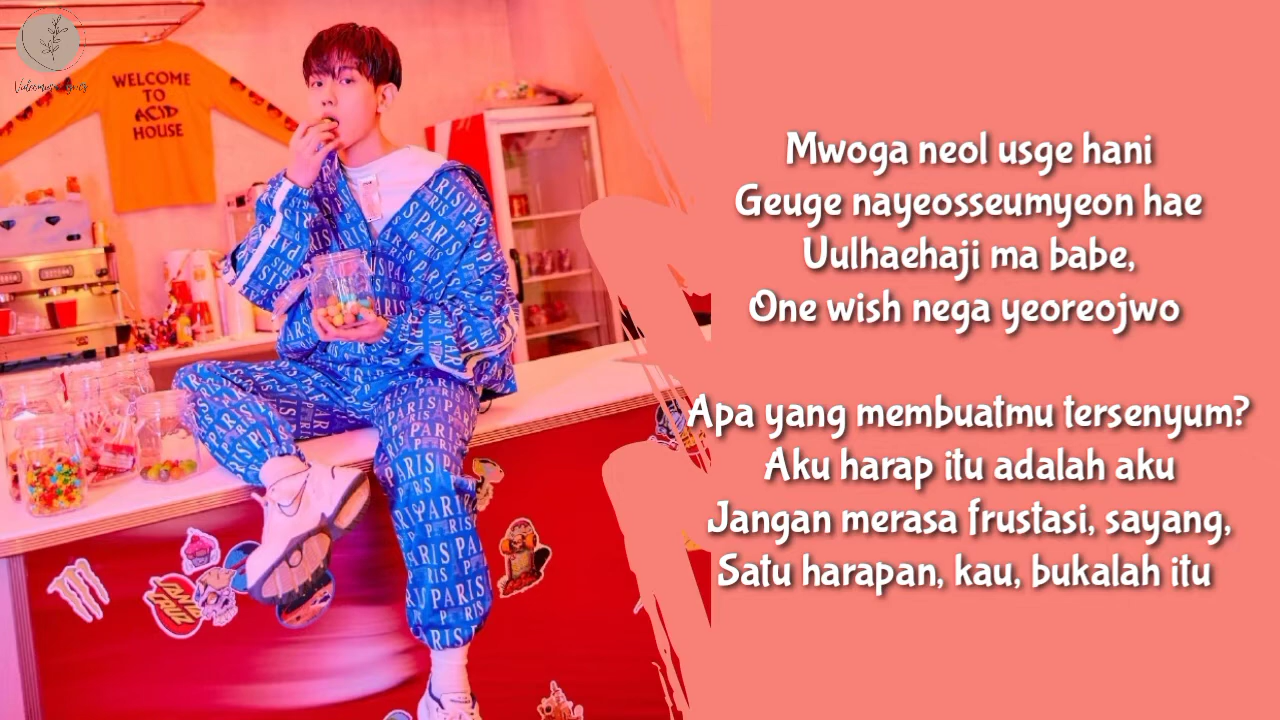 WELCOME
TO
ACID
HOUSE
PARIS
Mwoga neol usge hani
Geuge nayeosseumyeon hae
Uulhaehaji ma babe,
One wish nega yeoreojwo
Apa yang membuatmu tersenyum?
Aku harap itu adalah aku
Jangan merasa frustasi, sayang,
Satu harapan, kau, bukalah itu